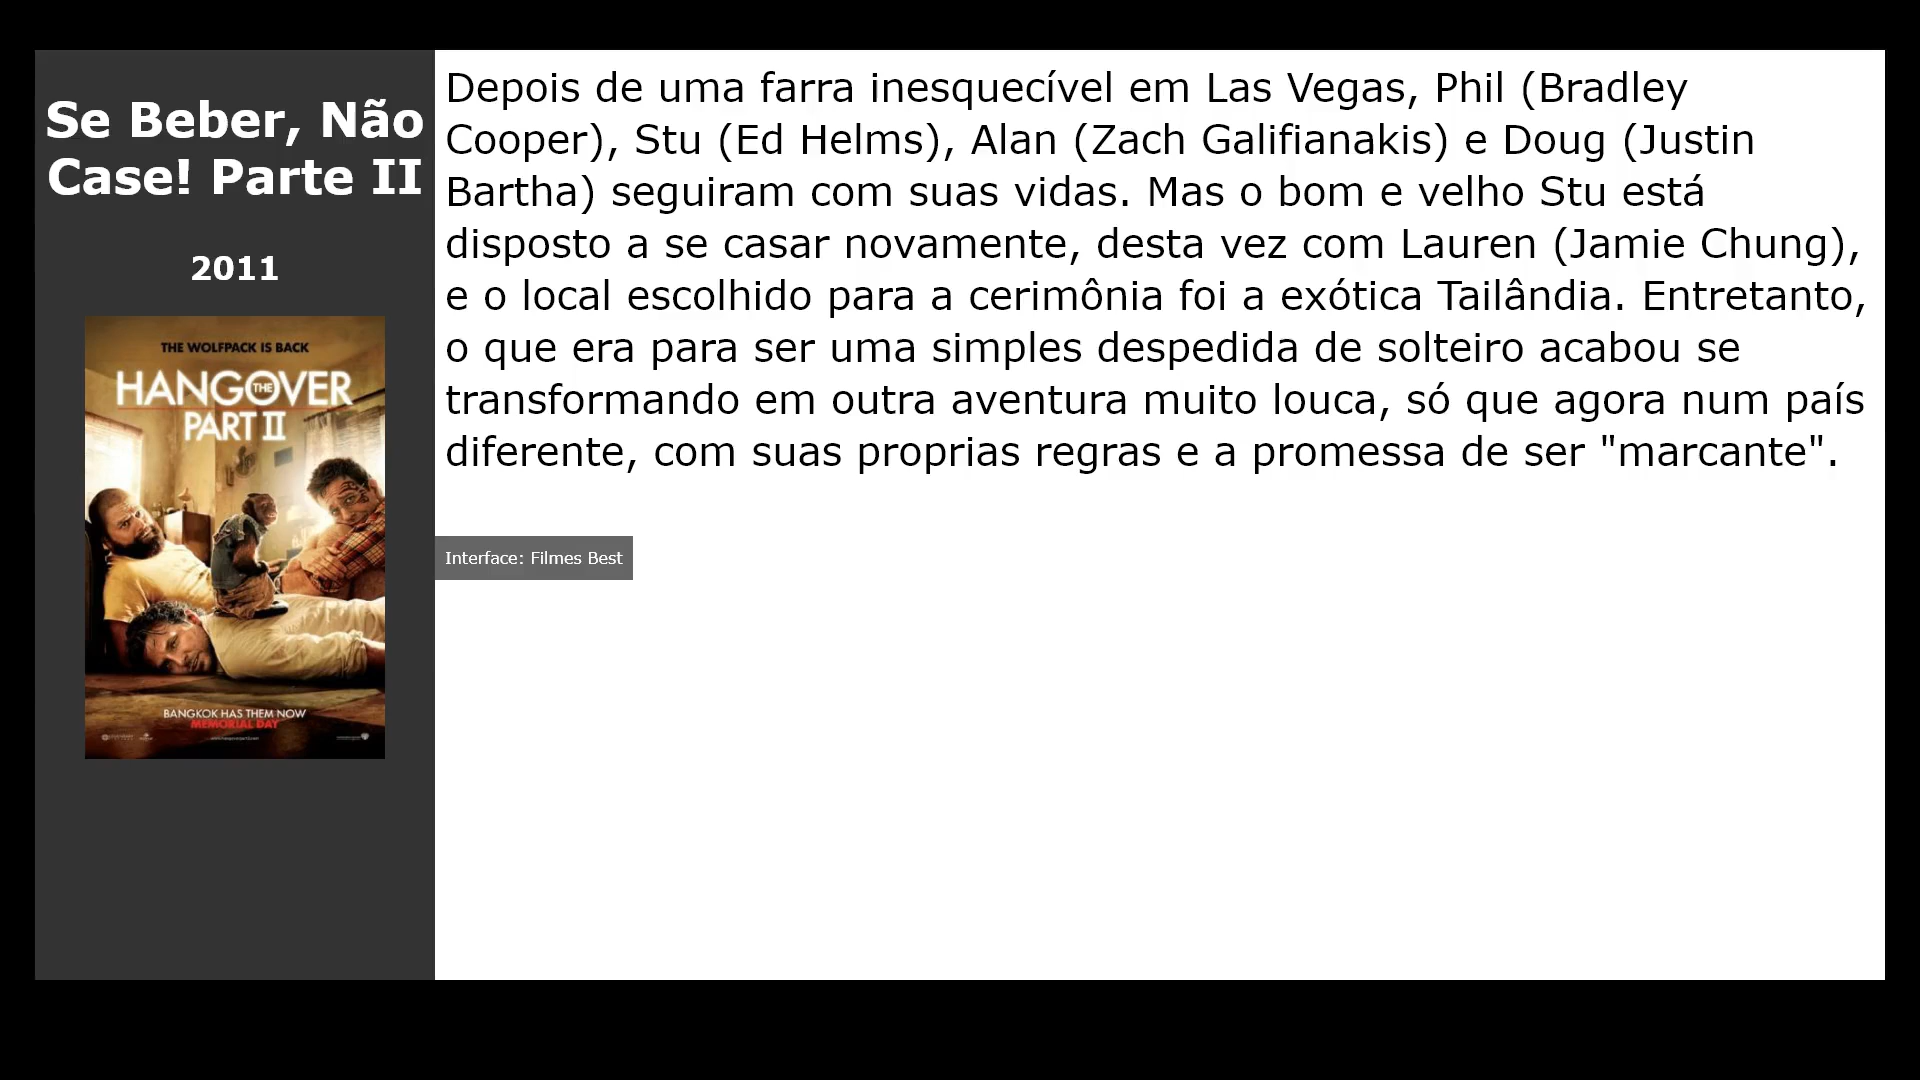 Se Beber, Não
Case! Parte II
2011
THE WOLFPACK IS BACK
THE
HANGOVER
PART II
BANGKOK HAS THEM NOW
MEMORIAL DAY
Depois de uma farra inesquecível em Las Vegas, Phil (Bradley
Cooper), Stu (Ed Helms), Alan (Zach Galifianakis) e Doug (Justin
Bartha) seguiram com suas vidas. Mas o bom e velho Stu está
disposto a se casar novamente, desta vez com Lauren (Jamie Chung),
e o local escolhido para a cerimônia foi a exótica Tailândia. Entretanto,
o que era para ser uma simples despedida de solteiro acabou se
transformando em outra aventura muito louca, só que agora num país
diferente, com suas proprias regras e a promessa de ser "marcante".
Interface: Filmes Best